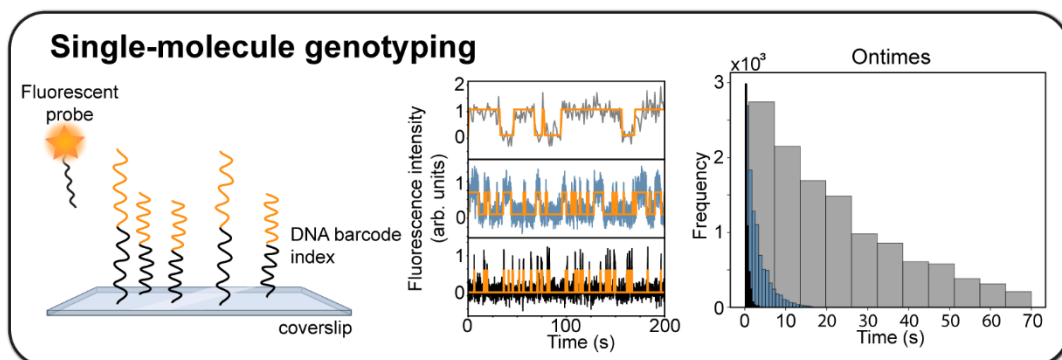 Single-molecule genotyping
Fluorescent
probe
DNA barcode
index
coverslip
Fluorescence intensity
(arb. units)
2
1
0
1
0
1
0
0
100
200
Time (s)
Ontimes
×10³
3
2
1
0
Frequency
0
10
20
30
40
50
60
70
Time (s)